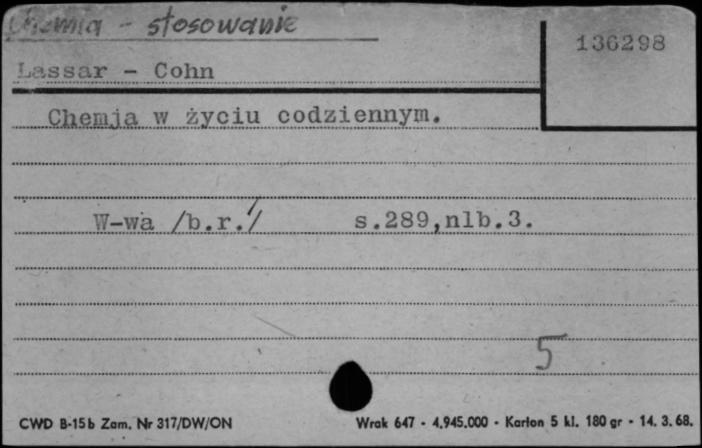 Chemia - stosowanie
136298
Lassar - Cohn
Chemja w życiu codziennym.
W-wa /b.r./ s.289,nlb.3.
5
CWD B-15b Zam. Nr 317/DW/ON Wrak 647 - 4.945.000 - Karton 5 kl. 180 gr - 14. 3. 68.